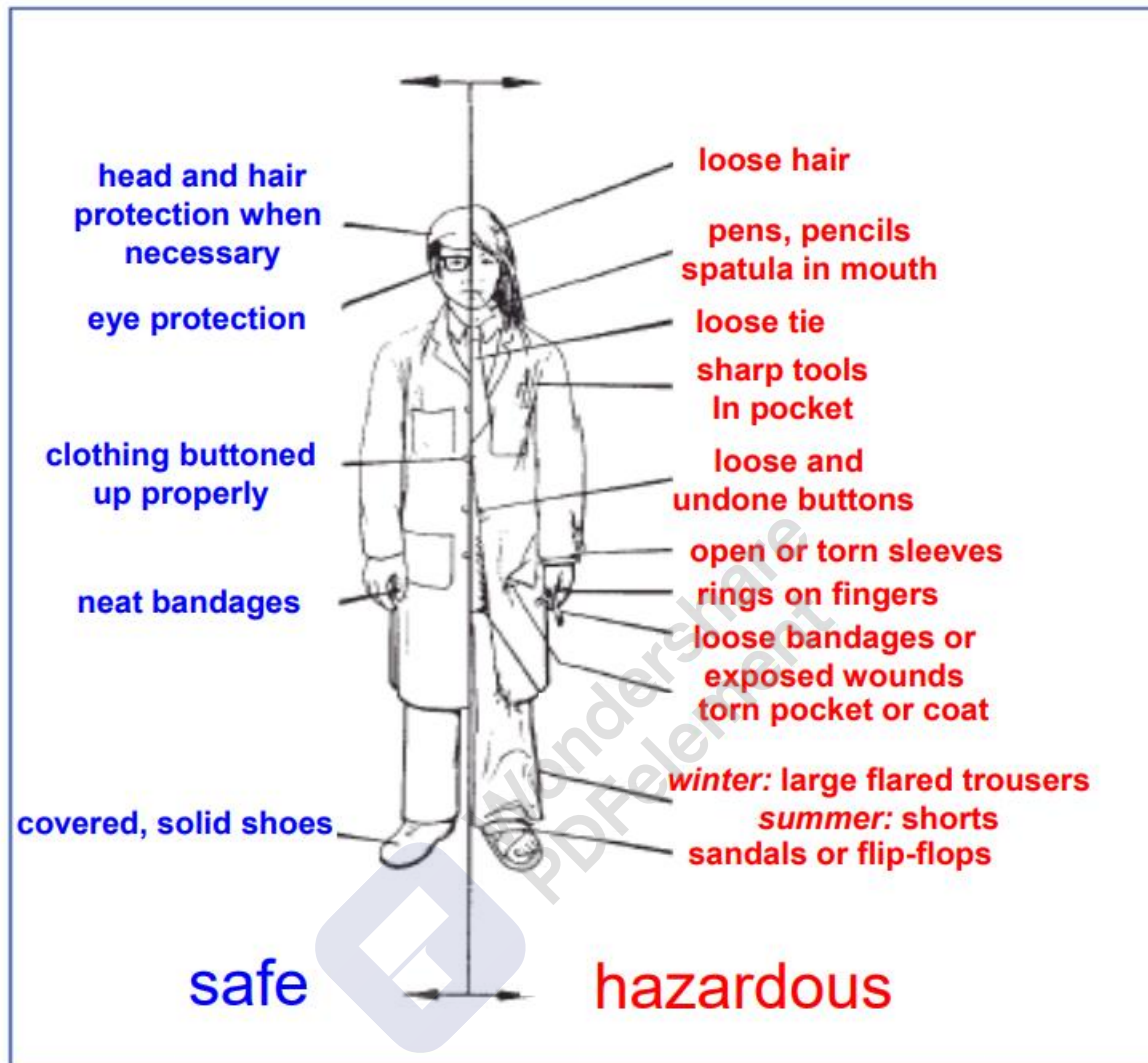 head and hair
protection when
necessary
eye protection
clothing buttoned
up properly
neat bandages
covered, solid shoes
safe
loose hair
pens, pencils
spatula in mouth
loose tie
sharp tools
In pocket
loose and
undone buttons
open or torn sleeves
rings on fingers
loose bandages or
exposed wounds
torn pocket or coat
winter: large flared trousers
summer: shorts
sandals or flip-flops
hazardous
Wondershare
PDFelement